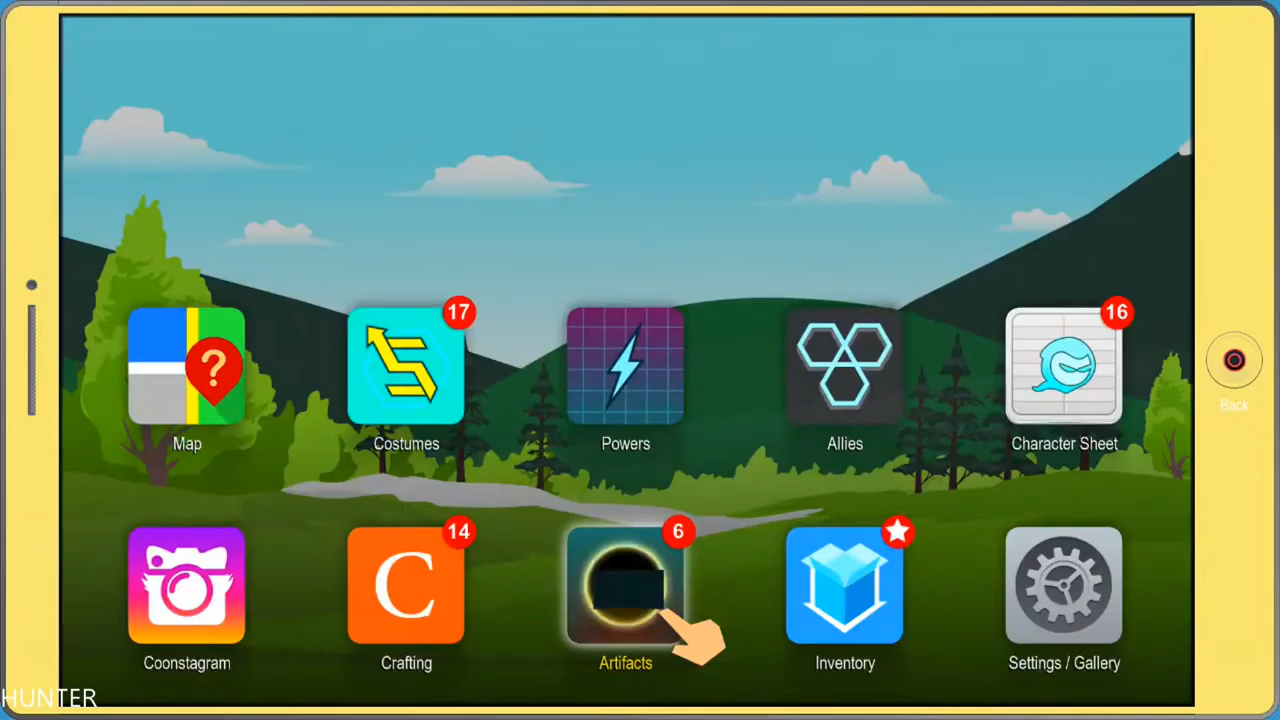 17
16
?
Map
Costumes
Powers
Allies
Character Sheet
Back
14
6
C
Coonstagram
Crafting
Artifacts
Inventory
Settings / Gallery
HUNTER